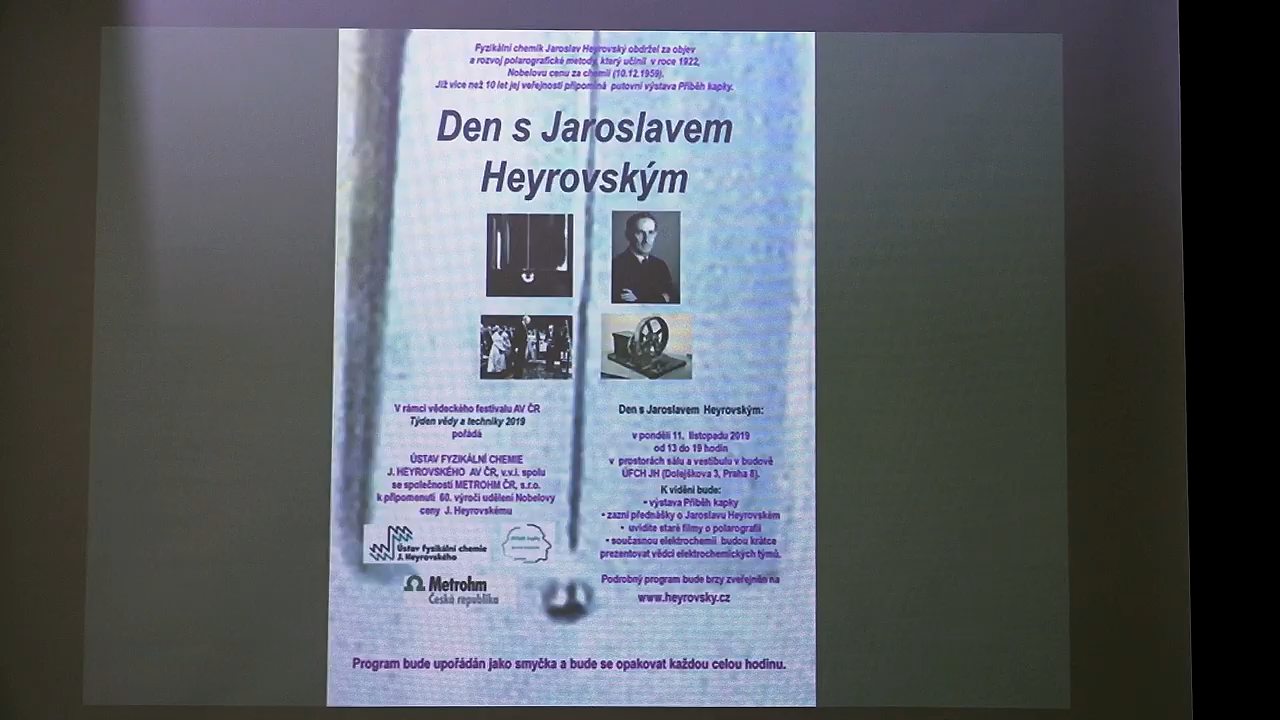 Fyzikální chemik Jaroslav Heyrovský obdržel za objev
a rozvoj polarografické metody, který učinil v roce 1922,
Nobelovu cenu za chemii (10.12.1959).
Již více než 10 let jej veřejnosti připomíná putovní výstava Příběh kapky.
Den s Jaroslavem
Heyrovským
V rámci vědeckého festivalu AV ČR
Týden vědy a techniky 2019
pořádá
ÚSTAV FYZIKÁLNÍ CHEMIE
J. HEYROVSKÉHO AV ČR, v.v.i. spolu
se společností METROHM ČR, s.r.o.
k připomenutí 60. výročí udělení Nobelovy
ceny J. Heyrovskému
Ústav fyzikální chemie
J. Heyrovského
Metrohm
Česká republika
Den s Jaroslavem Heyrovským:
v pondělí 11. listopadu 2019
od 13 do 19 hodin
v prostorách sálu a vestibulu v budově
ÚFCH JH (Dolejškova 3, Praha 8).
K vidění bude:
• výstava Příběh kapky
• zazní přednášky o Jaroslavu Heyrovském
• uvidíte staré filmy o polarografii
• současnou elektrochemii budou krátce
prezentovat vědci elektrochemických týmů.
Podrobný program bude brzy zveřejněn na
www.heyrovsky.cz
Program bude upořádán jako smyčka a bude se opakovat každou celou hodinu.